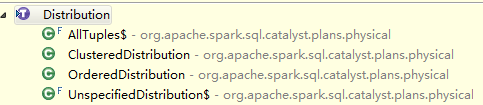 Distribution
AllTuples$ - org.apache.spark.sql.catalyst.plans.physical
ClusteredDistribution - org.apache.spark.sql.catalyst.plans.physical
OrderedDistribution - org.apache.spark.sql.catalyst.plans.physical
UnspecifiedDistribution$ - org.apache.spark.sql.catalyst.plans.physical